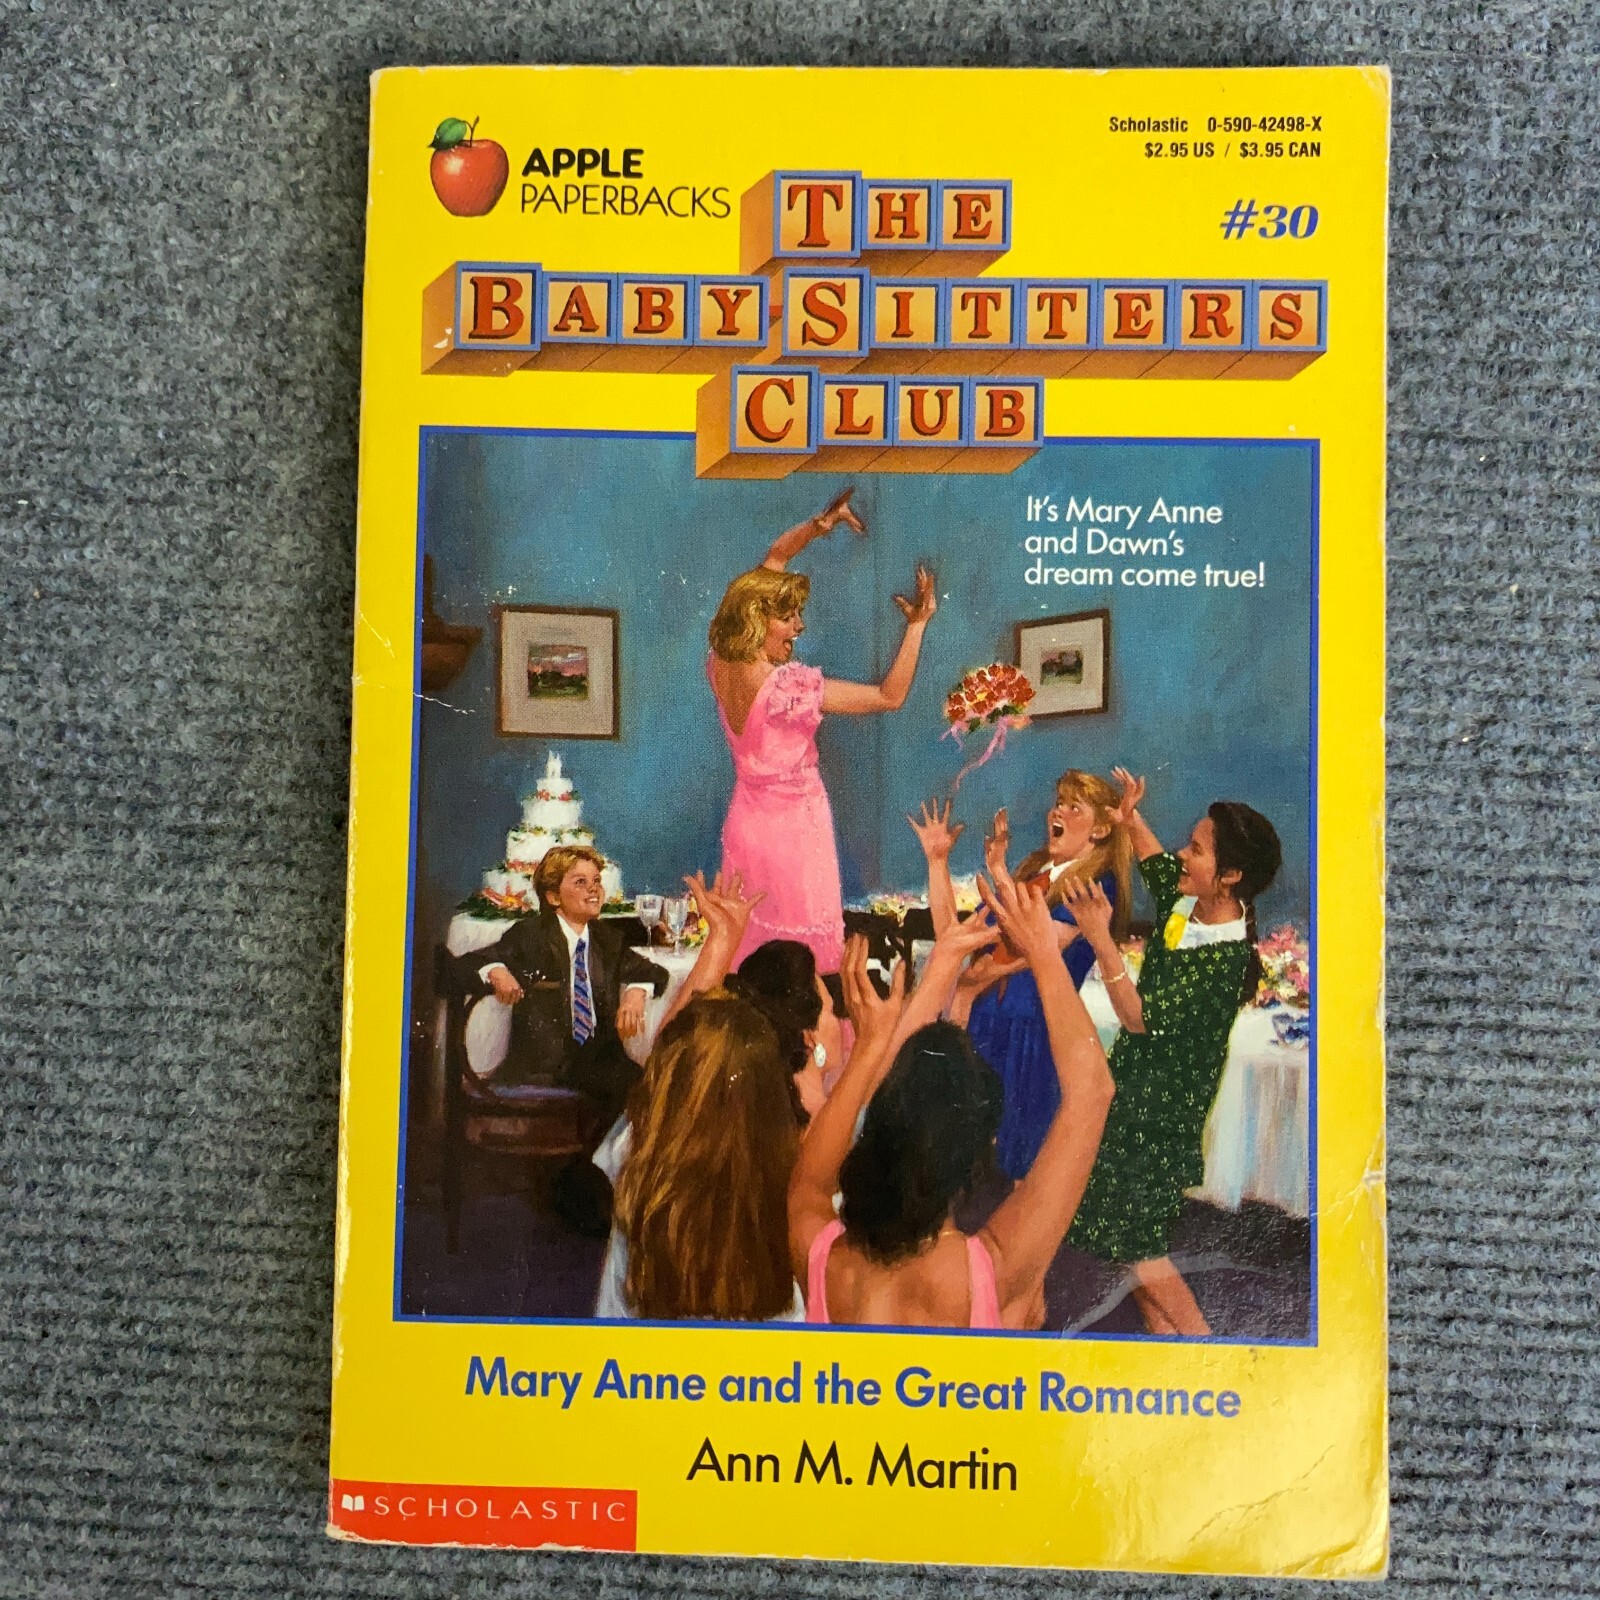 APPLE
PAPERBACKS
Scholastic 0-590-42498-X
$2.95 US / $3.95 CAN
#30
THE
BABY-SITTERS
CLUB
It's Mary Anne
and Dawn's
dream come true!
Mary Anne and the Great Romance
Ann M. Martin
SCHOLASTIC